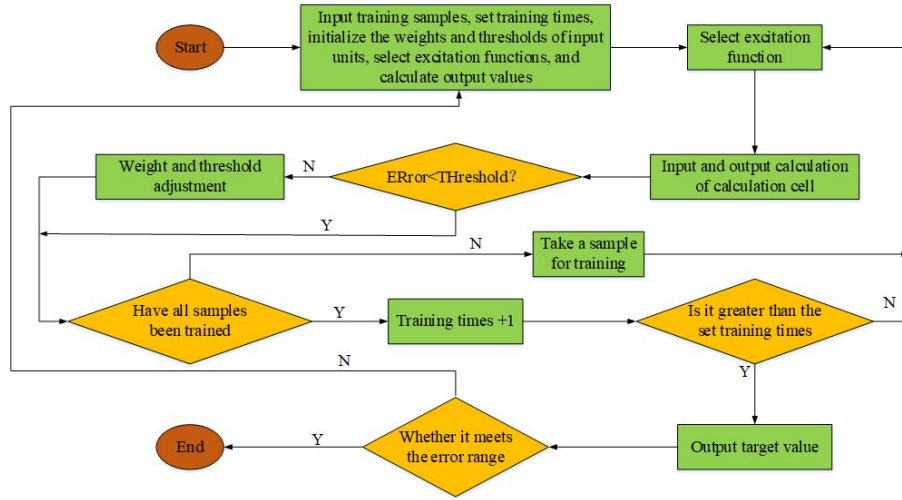 Start
Input training samples, set training times,
initialize the weights and thresholds of input
units, select excitation functions, and
calculate output values
Select excitation
function
Weight and threshold
adjustment
N
ERror<THreshold?
Input and output calculation
of calculation cell
Y
N
Take a sample
for training
Have all samples
been trained
Y
Training times +1
Is it greater than the
set training times
N
N
Y
End
Y
Whether it meets
the error range
Output target value